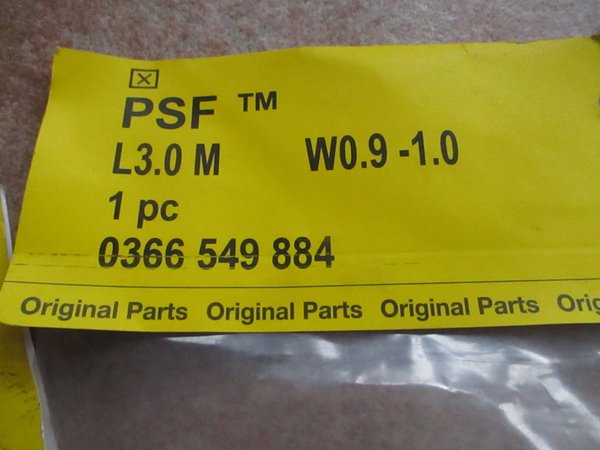 PSF ™
L3.0 M W0.9 -1.0
1 pc
0366 549 884
Original Parts Original Parts Original Parts